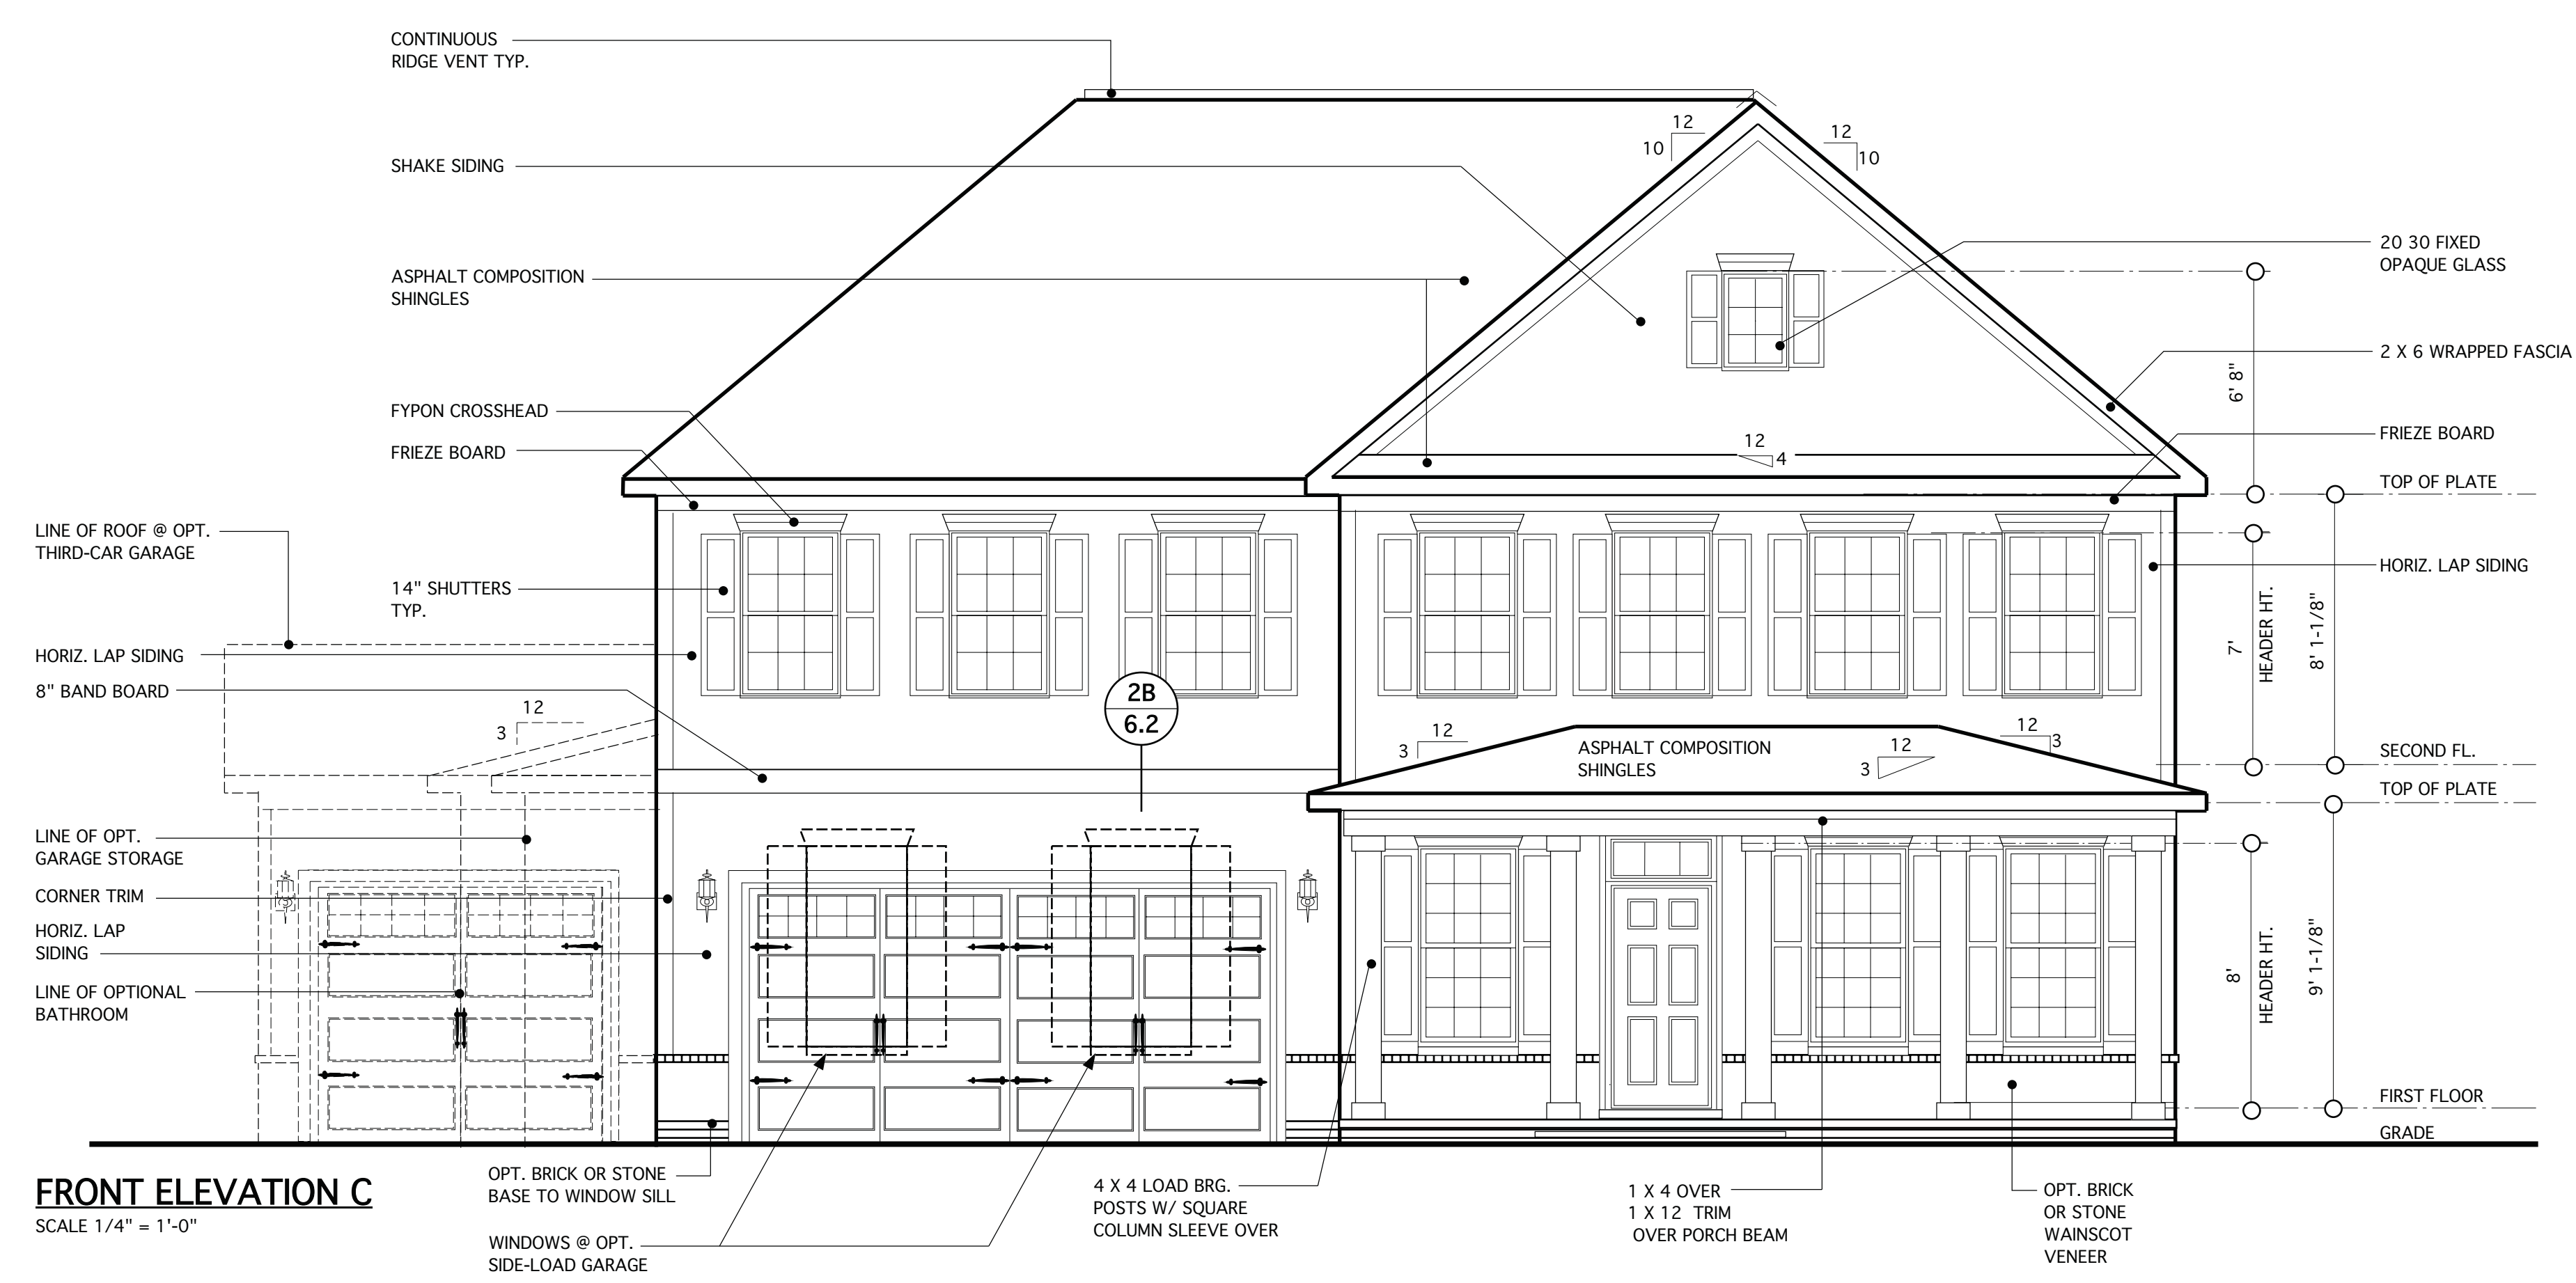 CONTINUOUS
RIDGE VENT TYP.
12
10
12
10
SHAKE SIDING
20 30 FIXED
OPAQUE GLASS
ASPHALT COMPOSITION
SHINGLES
2 X 6 WRAPPED FASCIA
6' 8"
FYPON CROSSHEAD
FRIEZE BOARD
FRIEZE BOARD
12
4
TOP OF PLATE
LINE OF ROOF @ OPT.
THIRD-CAR GARAGE
HORIZ. LAP SIDING
14" SHUTTERS
TYP.
7'
HEADER HT.
8' 1-1/8"
HORIZ. LAP SIDING
8" BAND BOARD
12
3
2B
6.2
12
3
ASPHALT COMPOSITION
SHINGLES
12
3
12
3
SECOND FL.
TOP OF PLATE
LINE OF OPT.
GARAGE STORAGE
CORNER TRIM
HORIZ. LAP
SIDING
8'
HEADER HT.
9' 1-1/8"
LINE OF OPTIONAL
BATHROOM
FIRST FLOOR
GRADE
FRONT ELEVATION C
SCALE 1/4" = 1'-0"
OPT. BRICK OR STONE
BASE TO WINDOW SILL
WINDOWS @ OPT.
SIDE-LOAD GARAGE
4 X 4 LOAD BRG.
POSTS W/ SQUARE
COLUMN SLEEVE OVER
1 X 4 OVER
1 X 12 TRIM
OVER PORCH BEAM
OPT. BRICK
OR STONE
WAINSCOT
VENEER